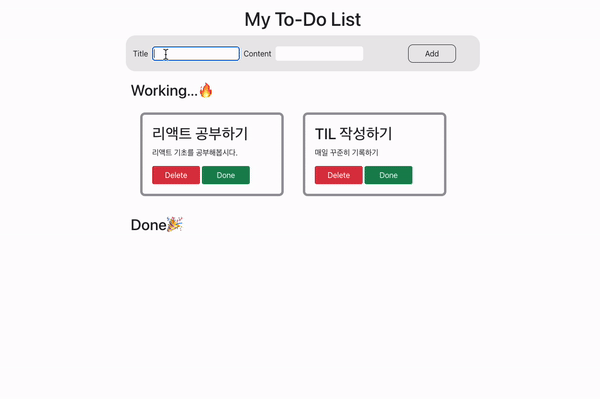 My To-Do List
Title Content Add
Working...🔥
리액트 공부하기
리액트 기초를 공부해봅시다.
Delete Done
TIL 작성하기
매일 꾸준히 기록하기
Delete Done
Done🎉